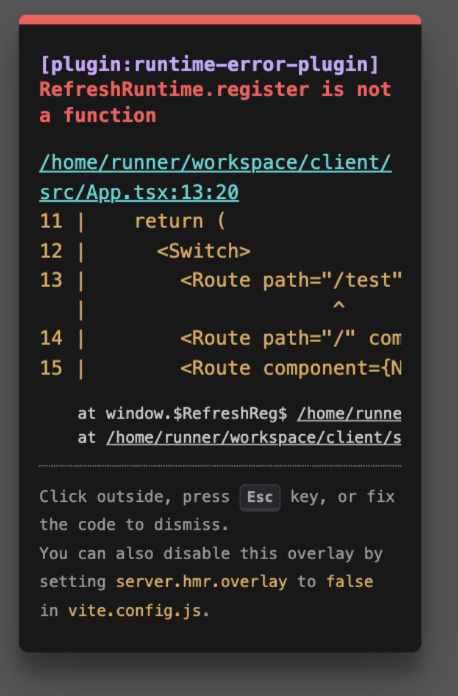 [plugin:runtime-error-plugin]
RefreshRuntime.register is not
a function
/home/runner/workspace/client/
src/App.tsx:13:20
11 |    return (
12 |      <Switch>
13 |        <Route path="/test"
   |                     ^
14 |        <Route path="/" com
15 |        <Route component={N
at window.$RefreshReg$ /home/runne
at /home/runner/workspace/client/s
Click outside, press Esc key, or fix
the code to dismiss.
You can also disable this overlay by
setting server.hmr.overlay to false
in vite.config.js.